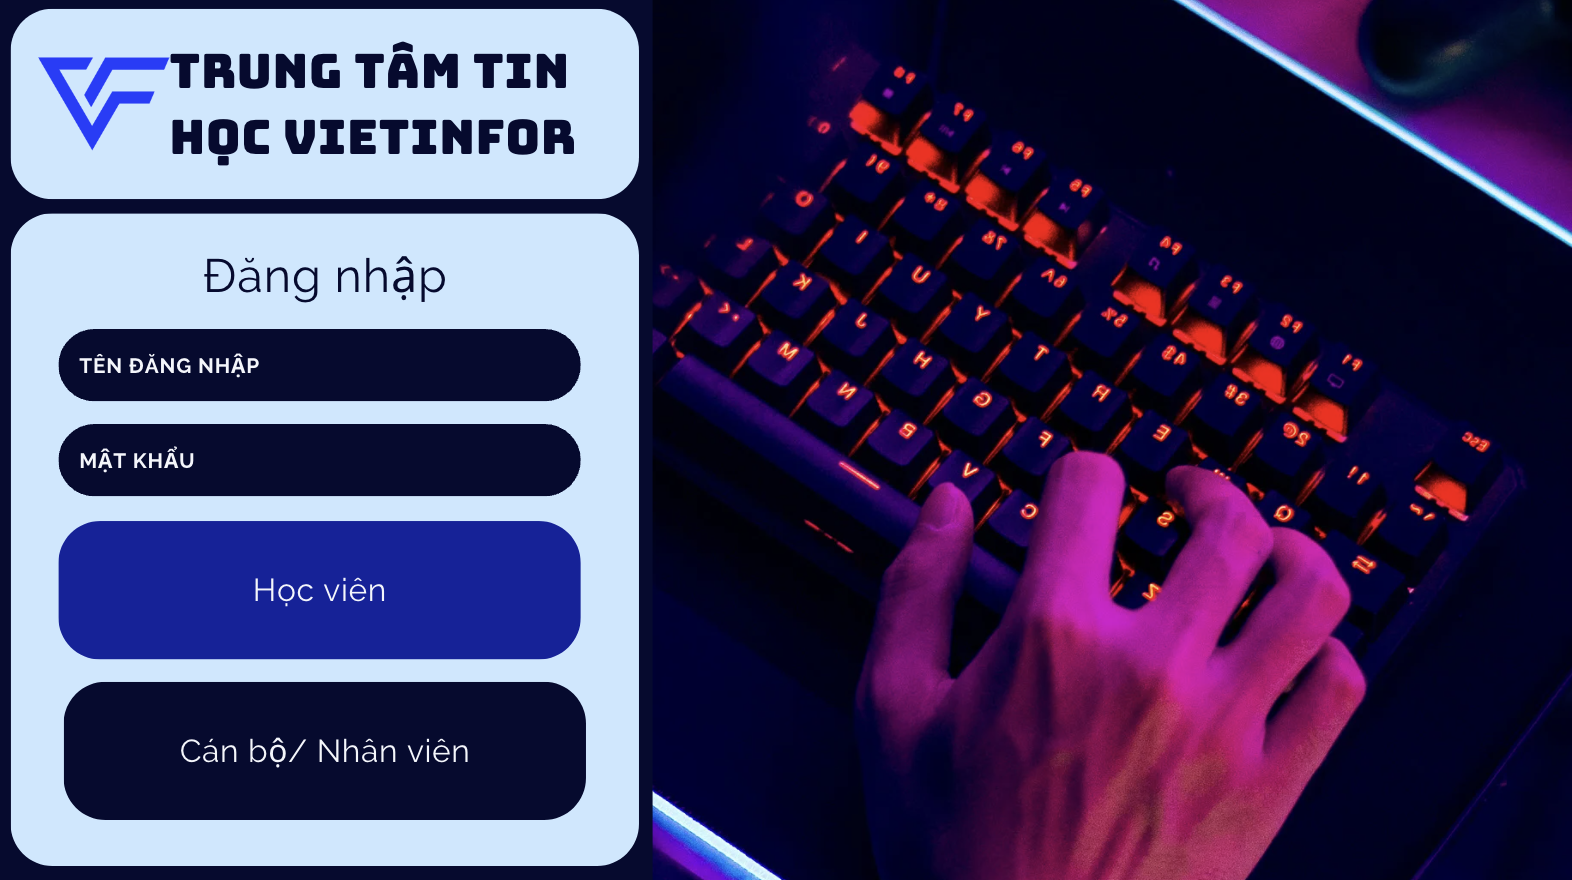 TRUNG TÂM TIN
HỌC VIETINFOR
Đăng nhập
TÊN ĐĂNG NHẬP
MẬT KHẨU
Học viên
Cán bộ/ Nhân viên